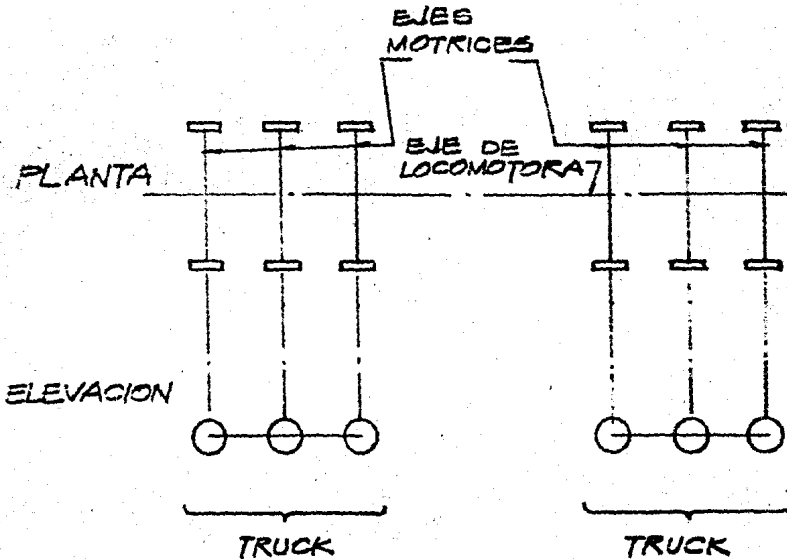 EJES
MOTRICES
EJE DE
LOCOMOTORA
PLANTA
ELEVACION
TRUCK
TRUCK